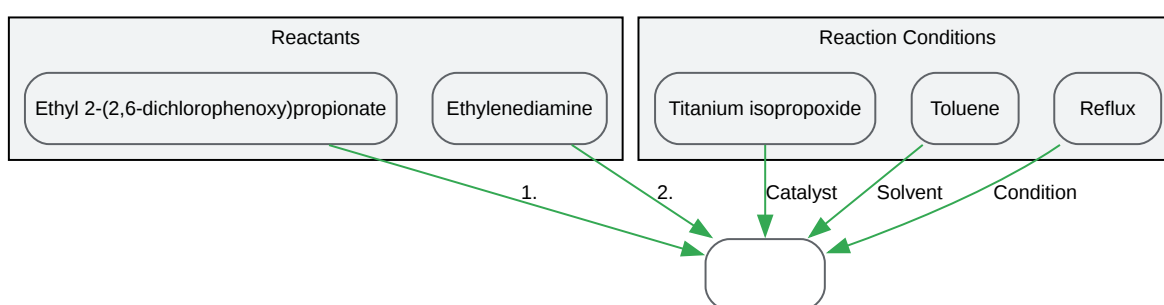 Reactants
Reaction Conditions
Ethyl 2-(2,6-dichlorophenoxy)propionate
Ethylenediamine
Titanium isopropoxide
Toluene
Reflux
1.
2.
Catalyst
Solvent
Condition